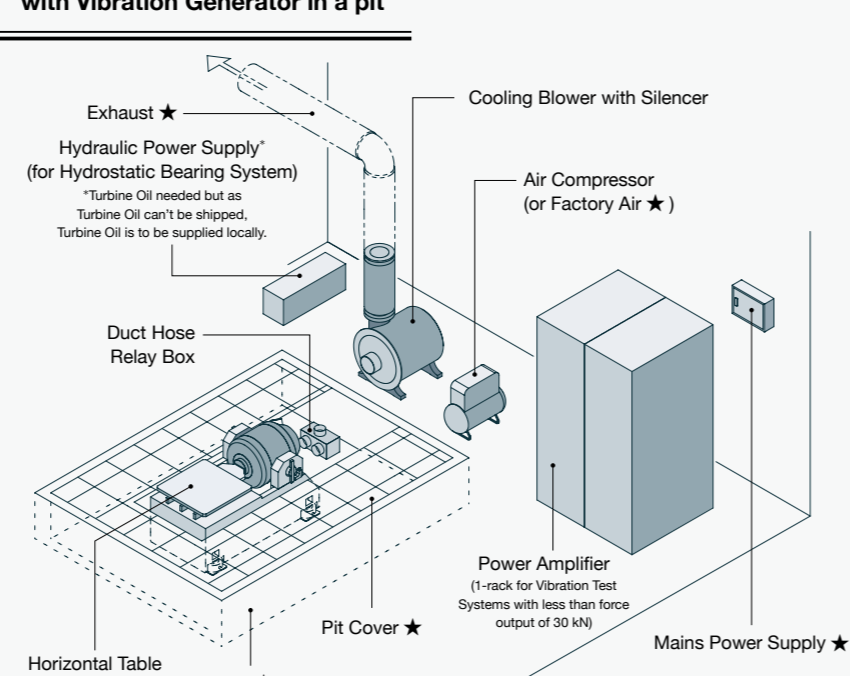 with Vibration Generator in a pit
Exhaust ★
Cooling Blower with Silencer
Hydraulic Power Supply*
(for Hydrostatic Bearing System)
*Turbine Oil needed but as
Turbine Oil can't be shipped,
Turbine Oil is to be supplied locally.
Air Compressor
(or Factory Air ★ )
Duct Hose
Relay Box
Power Amplifier
(1-rack for Vibration Test
Systems with less than force
output of 30 kN)
Pit Cover ★
Mains Power Supply ★
Horizontal Table